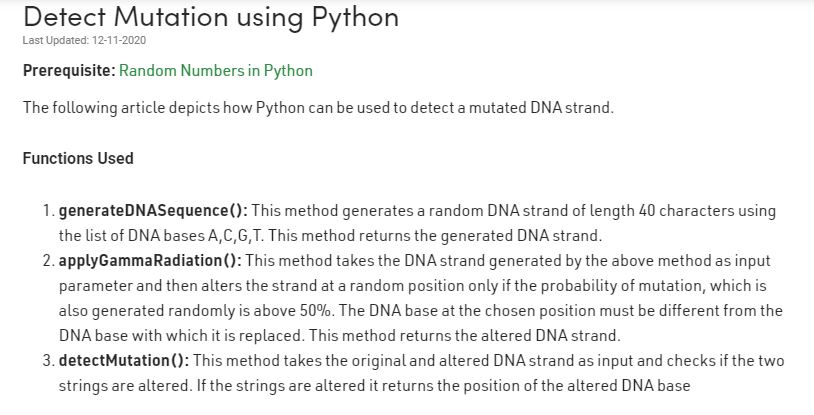 Detect Mutation using Python
Last Updated: 12-11-2020
Prerequisite: Random Numbers in Python
The following article depicts how Python can be used to detect a mutated DNA strand.
Functions Used
1. generateDNASequence(): This method generates a random DNA strand of length 40 characters using
the list of DNA bases A,C,G,T. This method returns the generated DNA strand.
2. applyGammaRadiation(): This method takes the DNA strand generated by the above method as input
parameter and then alters the strand at a random position only if the probability of mutation, which is
also generated randomly is above 50%. The DNA base at the chosen position must be different from the
DNA base with which it is replaced. This method returns the altered DNA strand.
3. detectMutation(): This method takes the original and altered DNA strand as input and checks if the two
strings are altered. If the strings are altered it returns the position of the altered DNA base